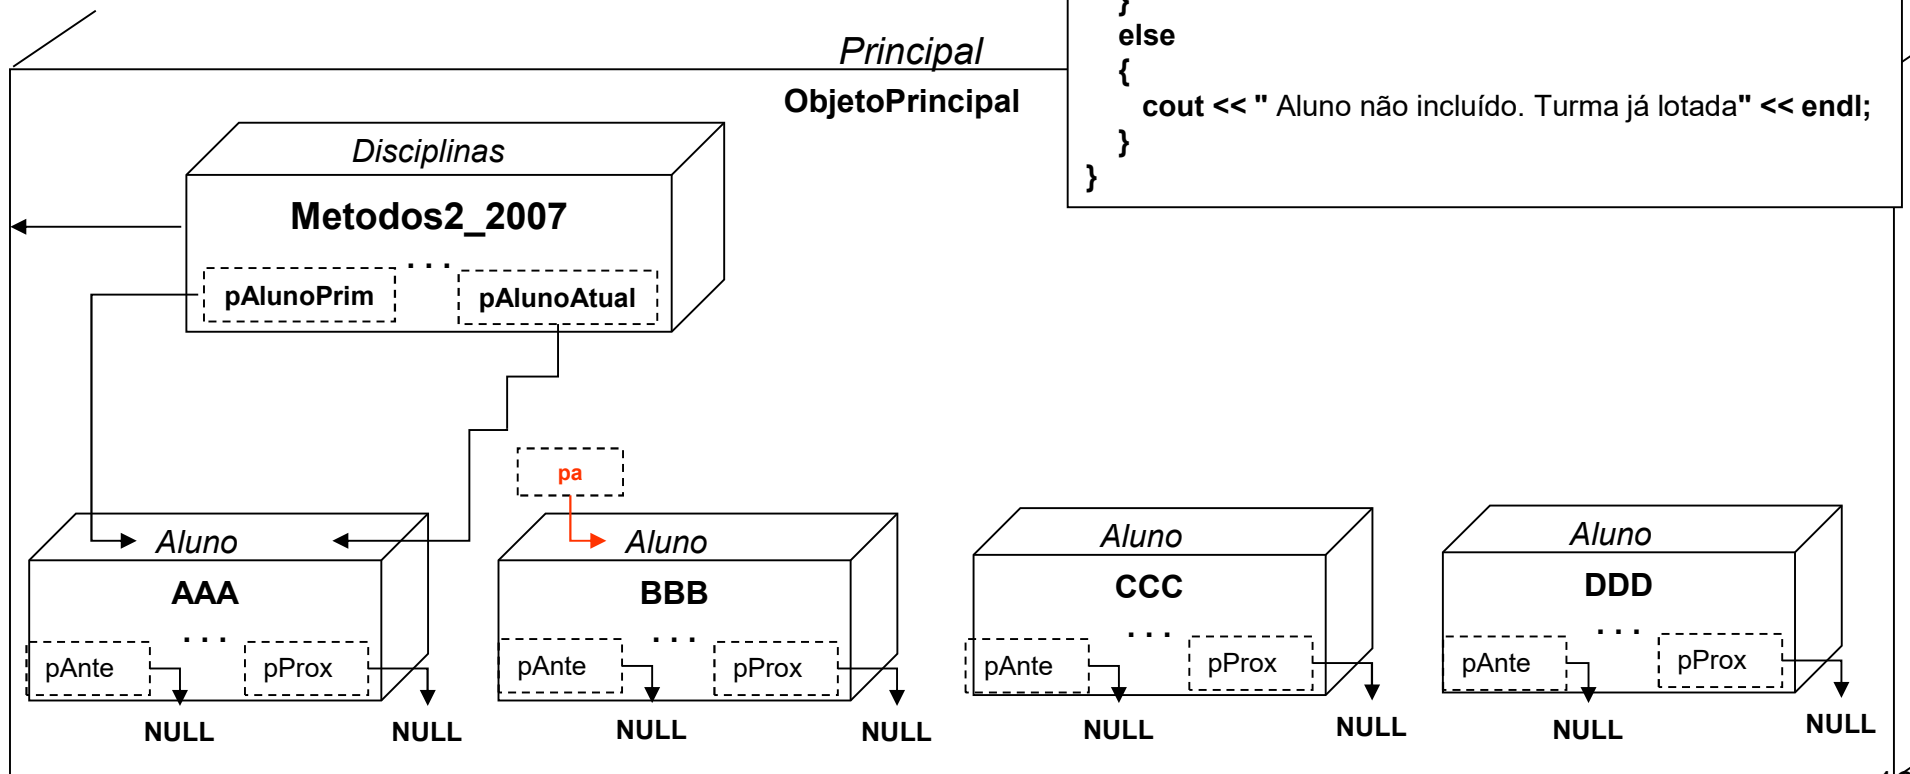 }
else
{
cout << " Aluno não incluído. Turma já lotada" << endl;
}
}
Principal
ObjetoPrincipal
Disciplinas
Metodos2_2007
. . .
pAlunoPrim
pAlunoAtual
pa
Aluno
AAA
. . .
pAnte
pProx
NULL
NULL
Aluno
BBB
. . .
pAnte
pProx
NULL
NULL
Aluno
CCC
. . .
pAnte
pProx
NULL
NULL
Aluno
DDD
. . .
pAnte
pProx
NULL
NULL